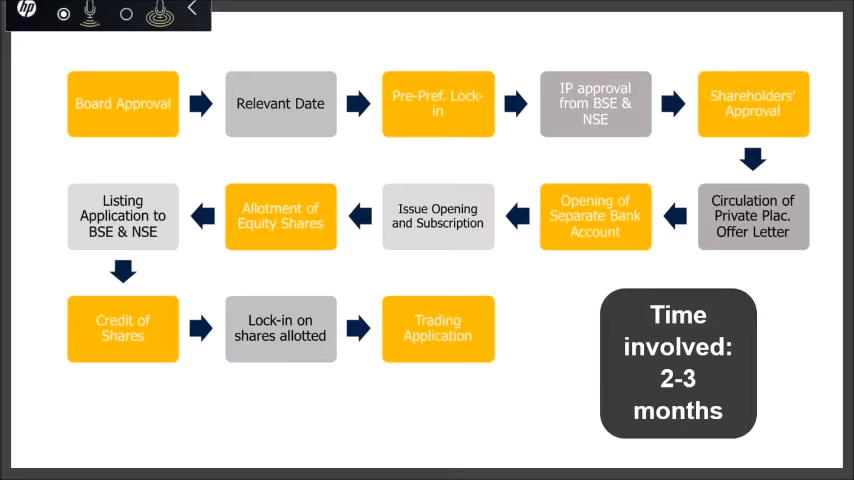 hp
Board Approval
Relevant Date
Pre-Pref. Lock-
in
IP approval
from BSE &
NSE
Shareholders'
Approval
Circulation of
Private Plac.
Offer Letter
Opening of
Separate Bank
Account
Issue Opening
and Subscription
Allotment of
Equity Shares
Listing
Application to
BSE & NSE
Credit of
Shares
Lock-in on
shares allotted
Trading
Application
Time
involved:
2-3
months